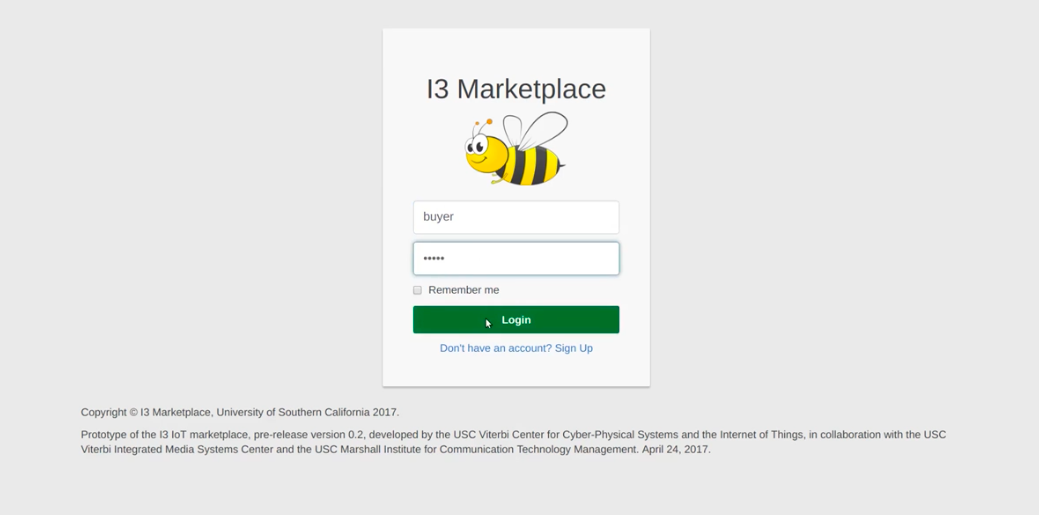 I3 Marketplace
buyer
•••••
Remember me
Login
Don't have an account? Sign Up
Copyright © I3 Marketplace, University of Southern California 2017.
Prototype of the I3 IoT marketplace, pre-release version 0.2, developed by the USC Viterbi Center for Cyber-Physical Systems and the Internet of Things, in collaboration with the USC
Viterbi Integrated Media Systems Center and the USC Marshall Institute for Communication Technology Management. April 24, 2017.